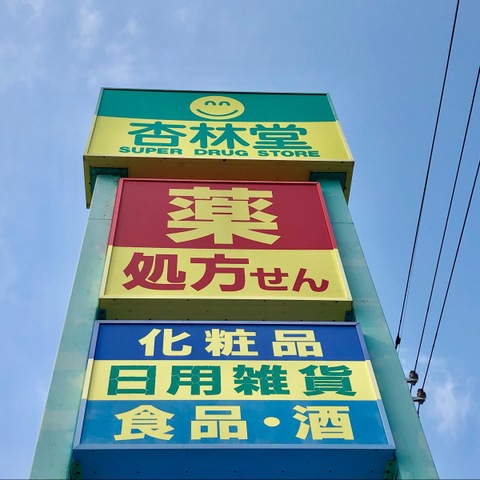 杏林堂
SUPER DRUG STORE
薬
処方せん
化粧品
日用雑貨
食品・酒